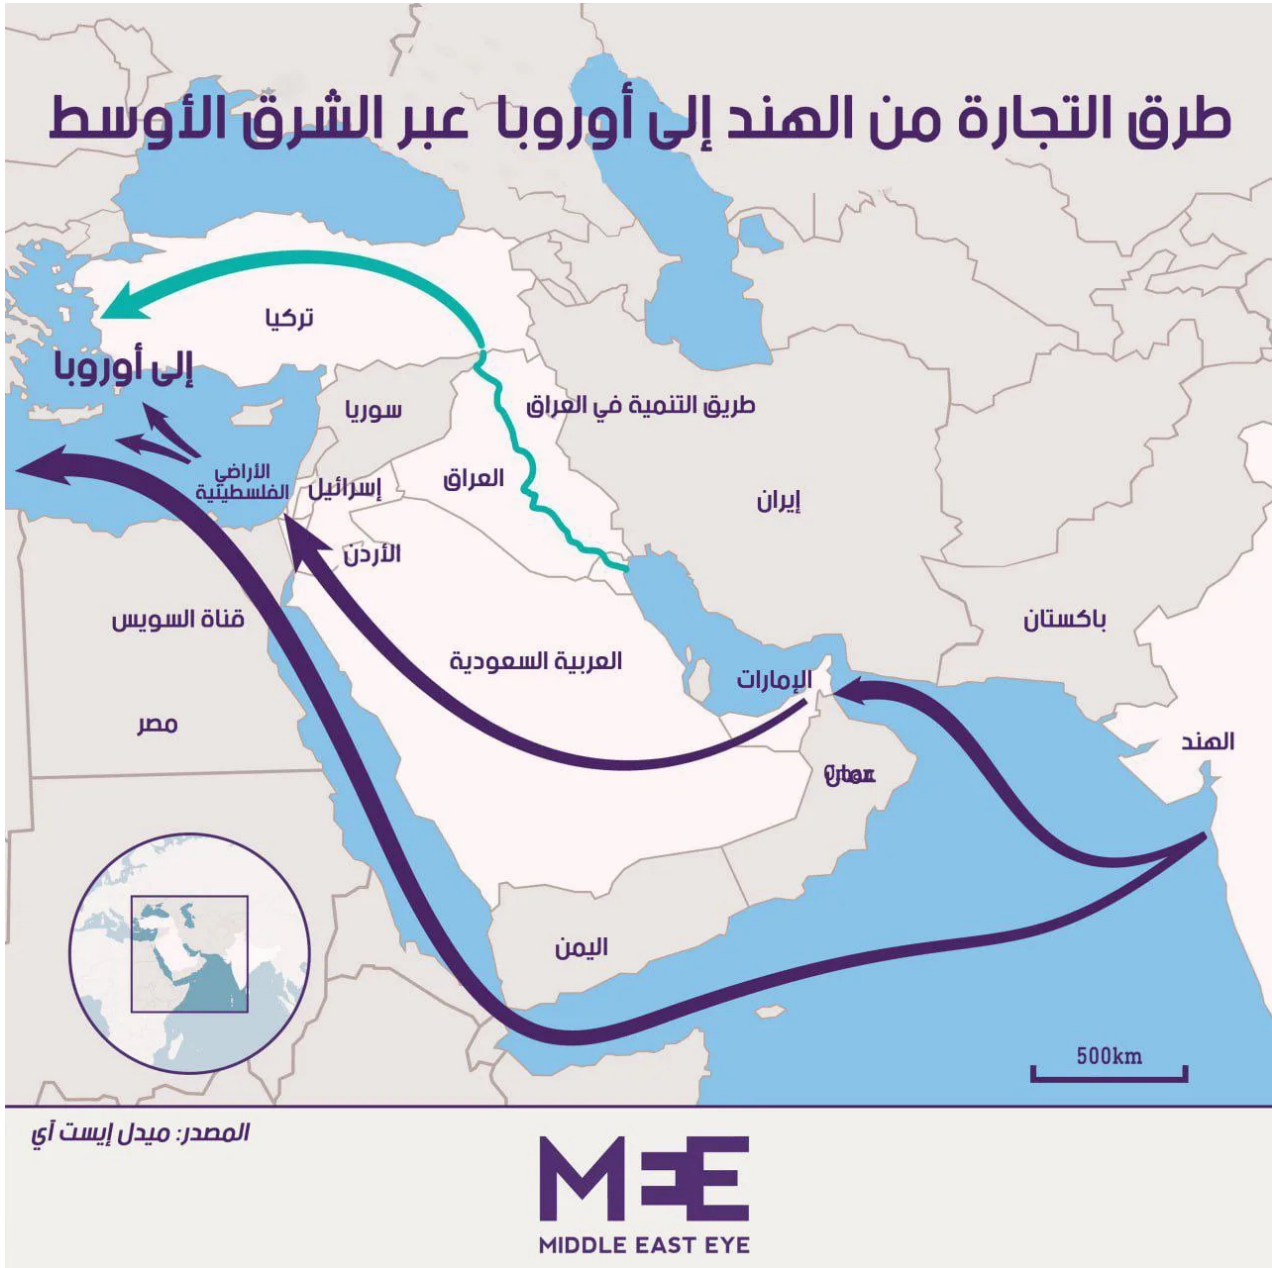 طرق التجارة من الهند إلى أوروبا عبر الشرق الأوسط
تركيا
إلى أوروبا
سوريا
طريق التنمية في العراق
العراق
الأراضي
الفلسطينية
إسرائيل
إيران
الأردن
قناة السويس
باكستان
العربية السعودية
الإمارات
مصر
الهند
اليمن
500km
المصدر: ميدل إيست آي
MEE
MIDDLE EAST EYE